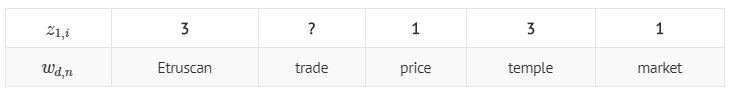 z1,i 3 ? 1 3 1
wd,n Etruscan trade price temple market